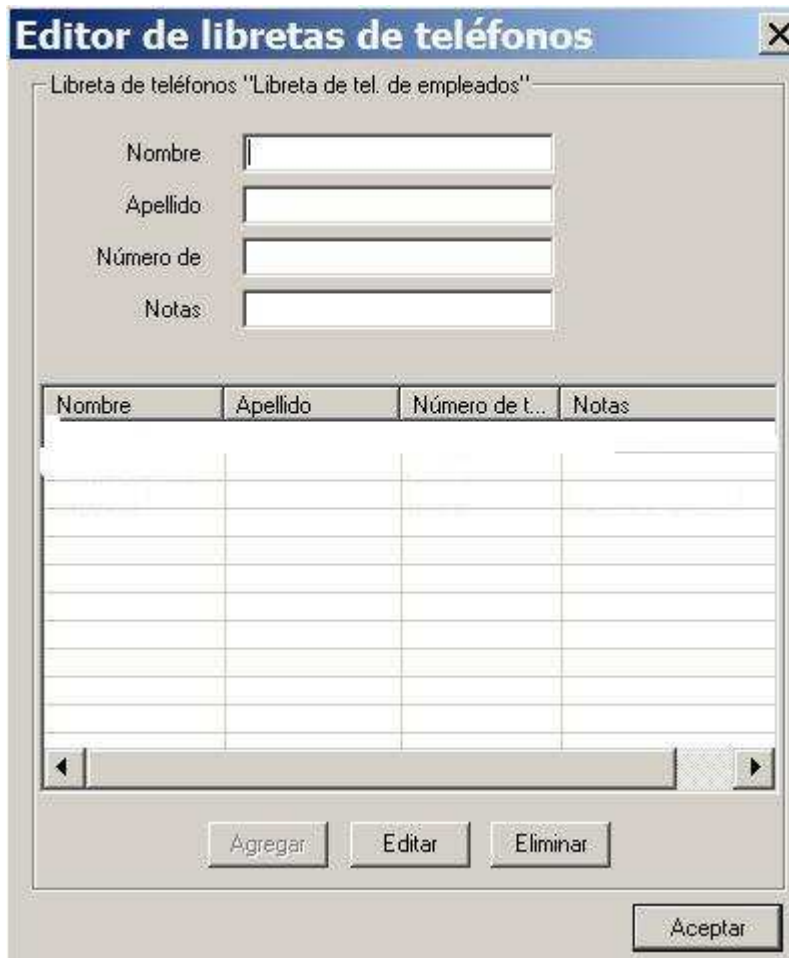 Editor de libretas de teléfonos
Libreta de teléfonos "Libreta de tel. de empleados"
Nombre
Apellido
Número de
Notas
Nombre Apellido Número de t... Notas
Agregar Editar Eliminar
Aceptar